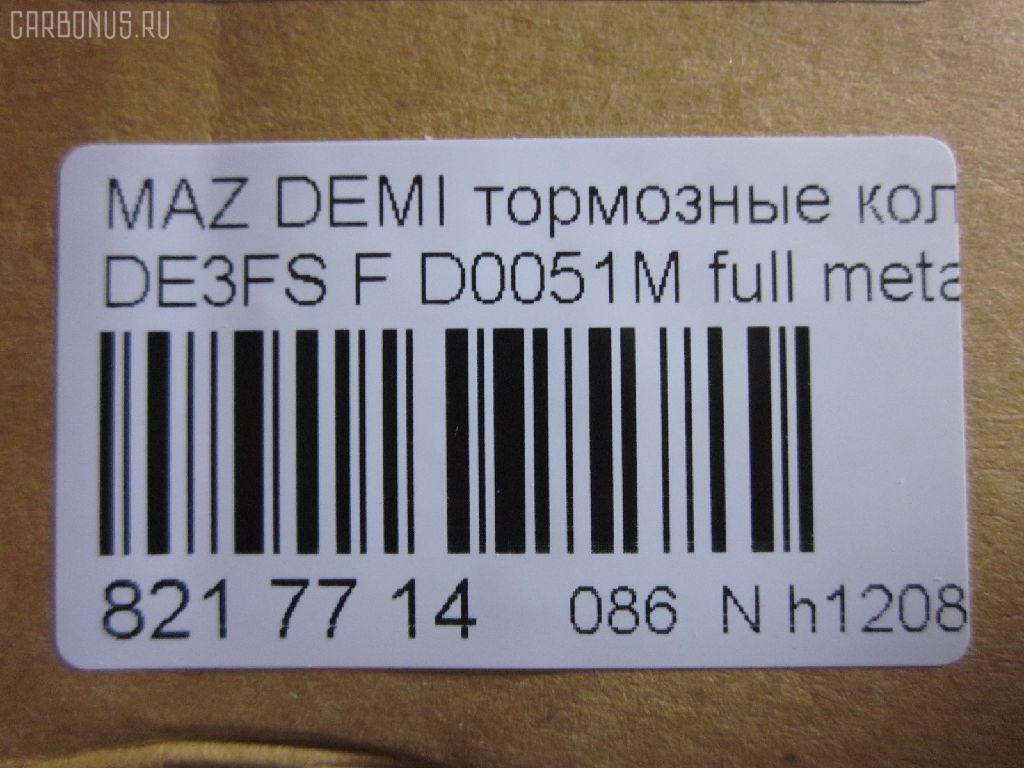 CARBONUS.RU
MAZ DEMI тормозные кол
DE3FS F D0051M full meta
821 77 14 086 N h1208